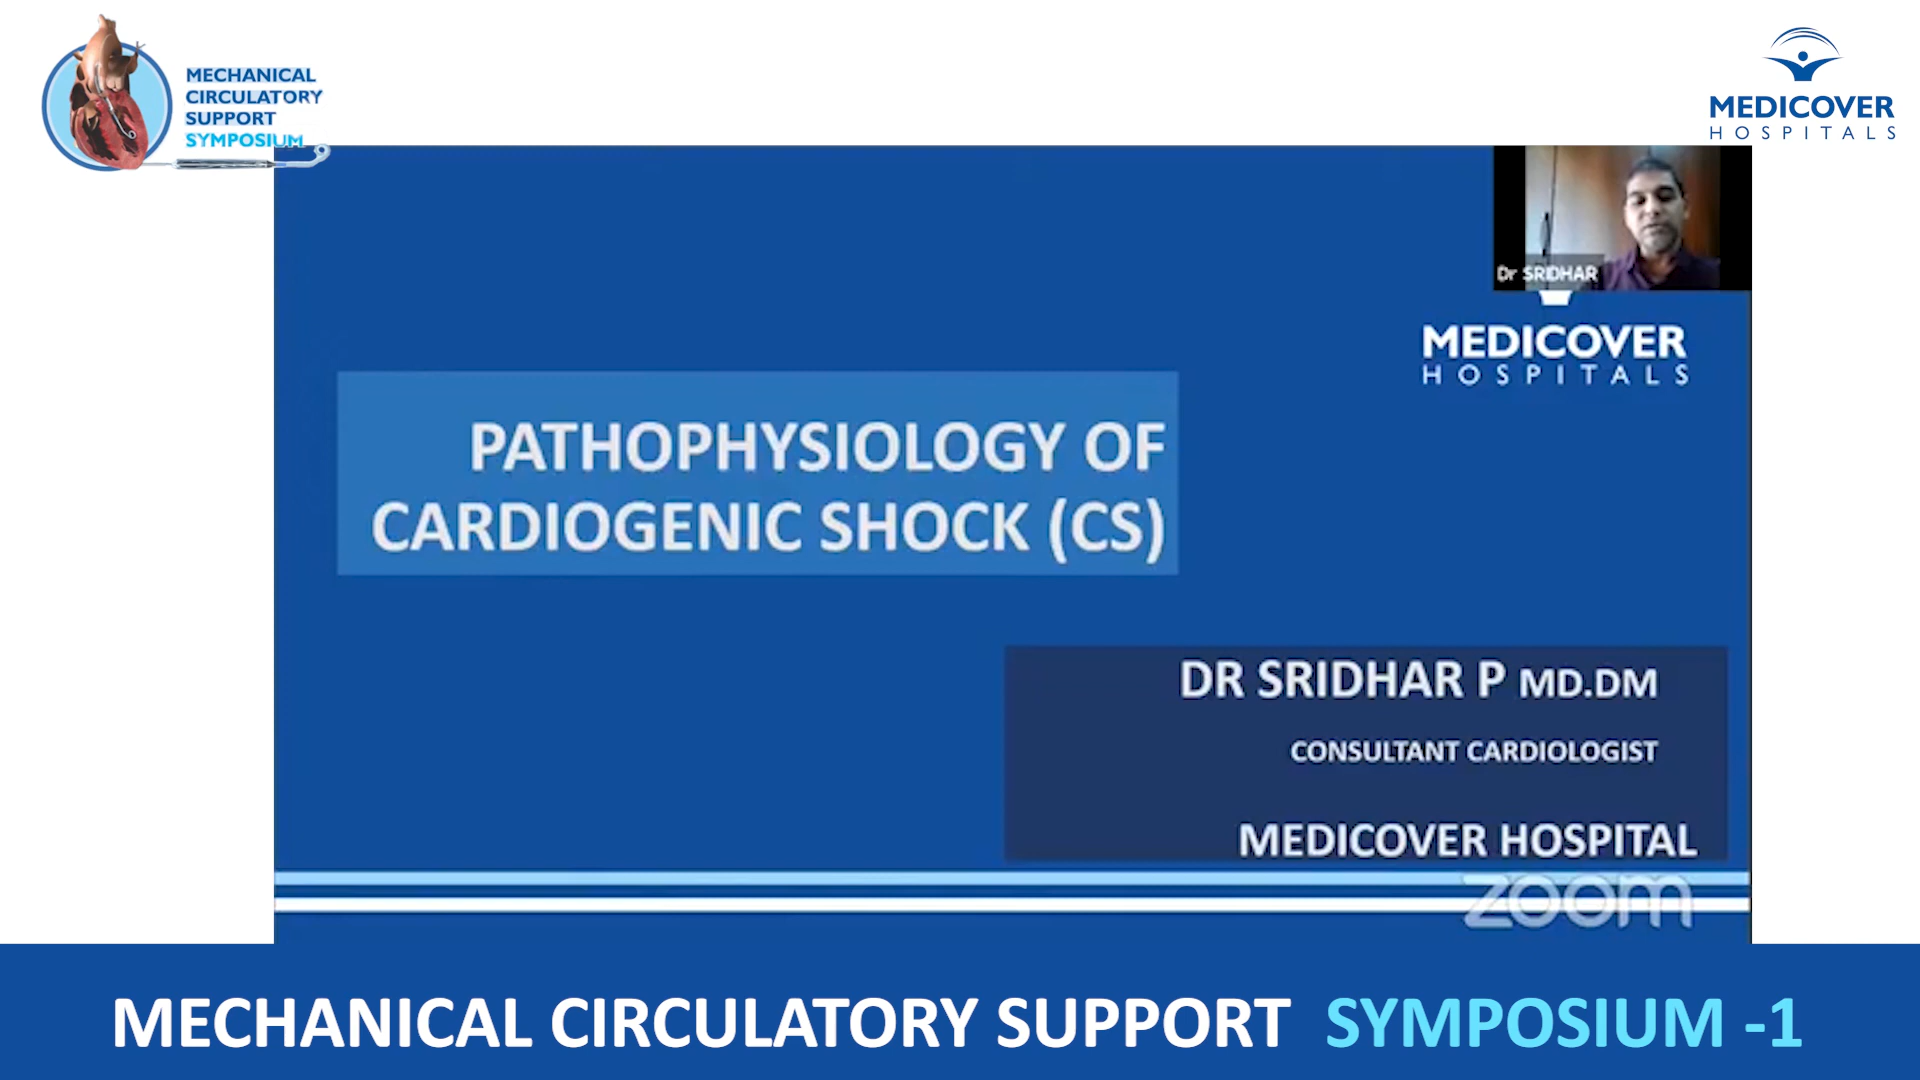 MECHANICAL
CIRCULATORY
SUPPORT
SYMPOSIUM
MEDICOVER
HOSPITALS
Dr SRIDHAR
MEDICOVER
HOSPITALS
PATHOPHYSIOLOGY OF
CARDIOGENIC SHOCK (CS)
DR SRIDHAR P MD.DM
CONSULTANT CARDIOLOGIST
MEDICOVER HOSPITAL
zoom
MECHANICAL CIRCULATORY SUPPORT SYMPOSIUM -1